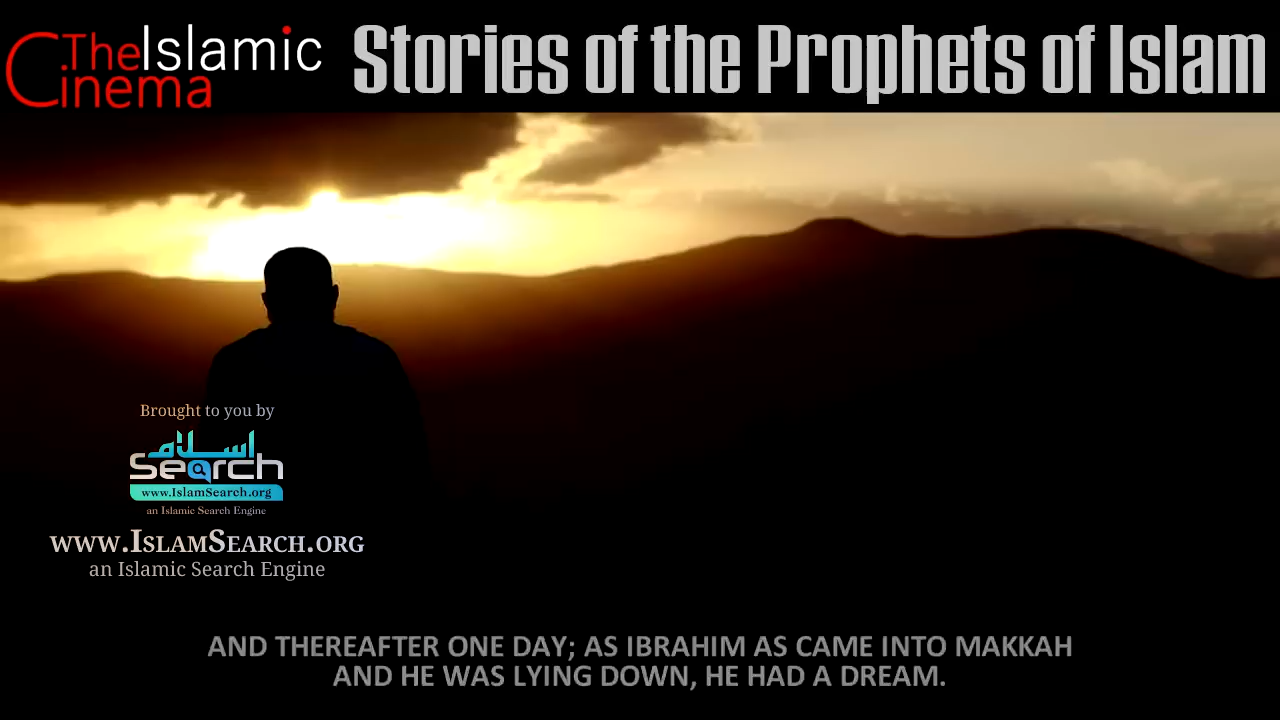 The Islamic Cinema
Stories of the Prophets of Islam
Brought to you by
اسلام
Search
www.IslamSearch.org
an Islamic Search Engine
www.IslamSearch.org
an Islamic Search Engine
AND THEREAFTER ONE DAY; AS IBRAHIM AS CAME INTO MAKKAH
AND HE WAS LYING DOWN, HE HAD A DREAM.